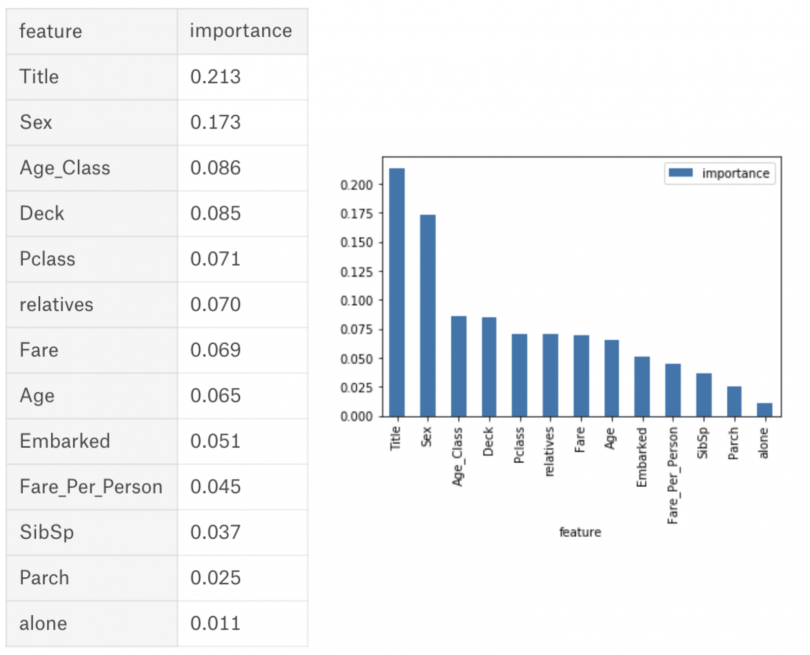 feature importance
Title 0.213
Sex 0.173
Age_Class 0.086
Deck 0.085
Pclass 0.071
relatives 0.070
Fare 0.069
Age 0.065
Embarked 0.051
Fare_Per_Person 0.045
SibSp 0.037
Parch 0.025
alone 0.011
importance
0.200
0.175
0.150
0.125
0.100
0.075
0.050
0.025
0.000
Title
Sex
Age_Class
Deck
Pclass
relatives
Fare
Age
Embarked
Fare_Per_Person
SibSp
Parch
alone
feature